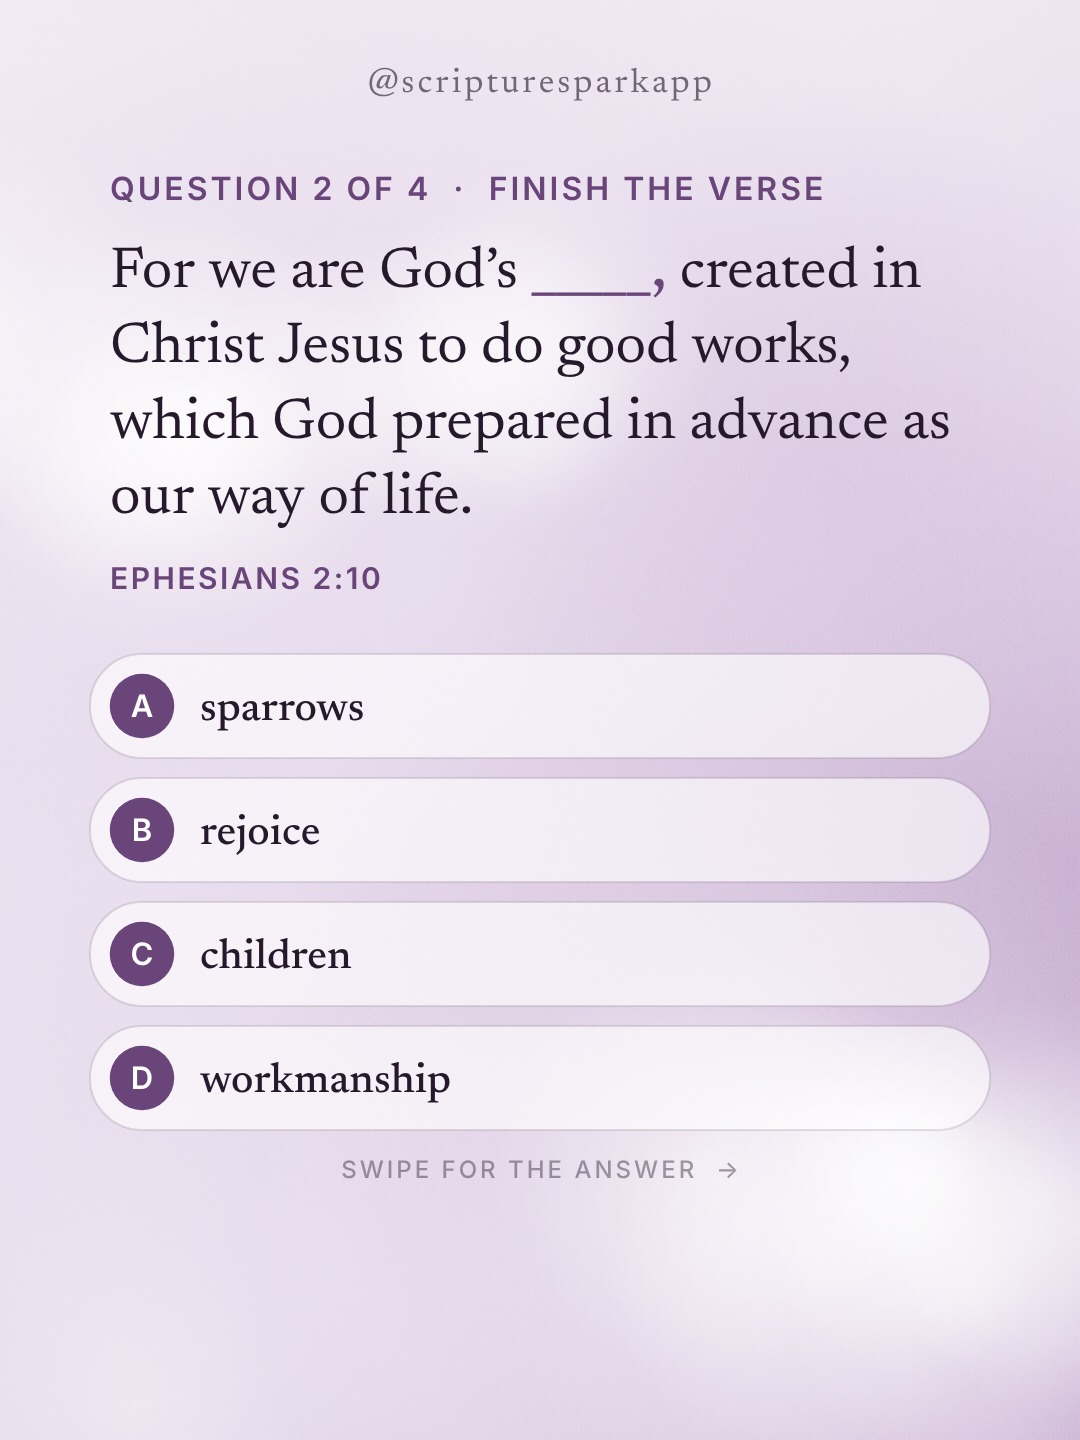 @scripturesparkapp
QUESTION 2 OF 4 · FINISH THE VERSE
For we are God’s _____, created in
Christ Jesus to do good works,
which God prepared in advance as
our way of life.
EPHESIANS 2:10
A sparrows
B rejoice
C children
D workmanship
SWIPE FOR THE ANSWER →